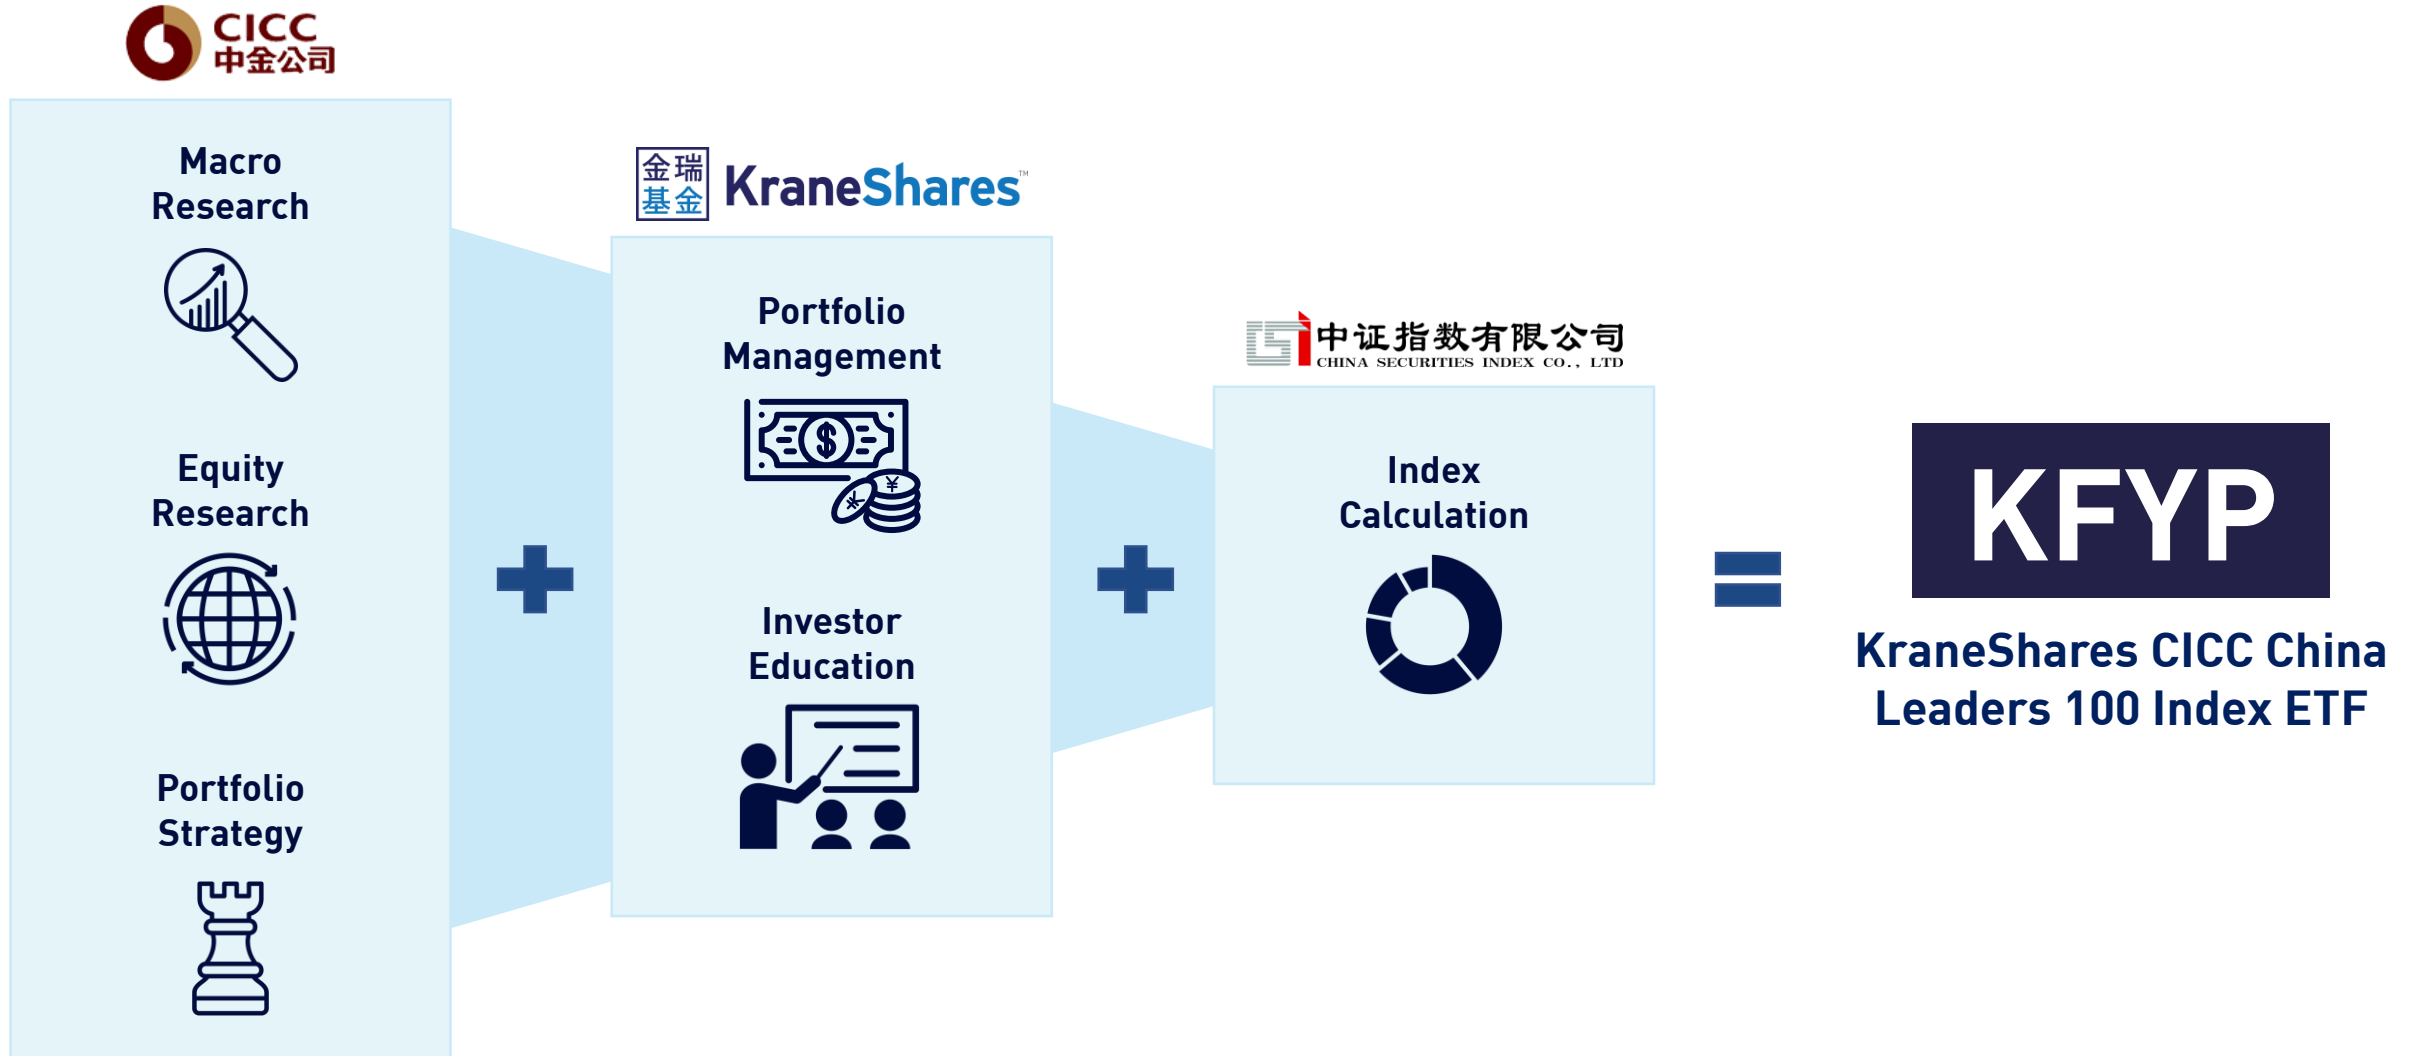 CICC
中金公司
Macro
Research
Equity
Research
Portfolio
Strategy
金瑞
基金
KraneShares™
Portfolio
Management
$
¥
Investor
Education
中证指数有限公司
CHINA SECURITIES INDEX CO., LTD
Index
Calculation
KFYP
KraneShares CICC China
Leaders 100 Index ETF